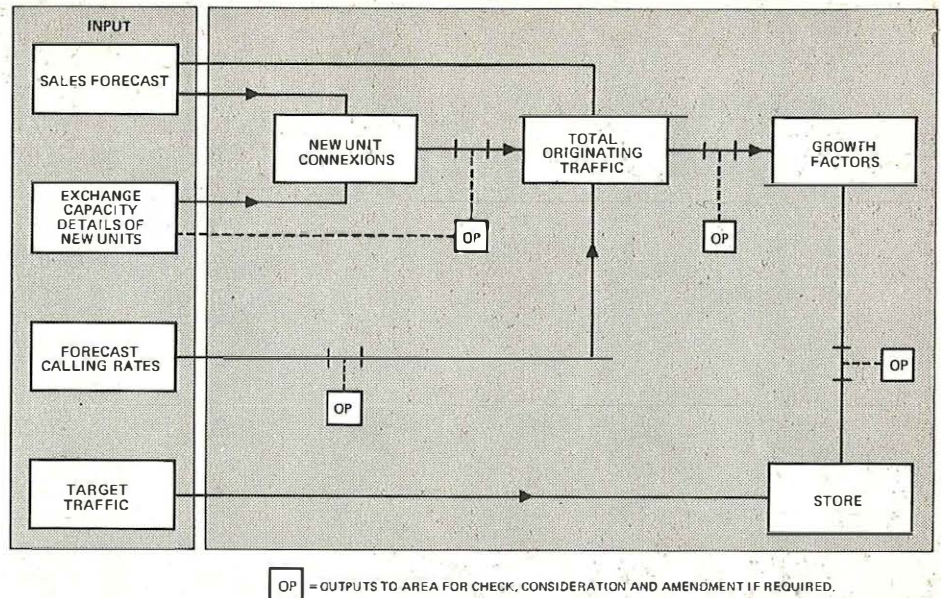 INPUT
SALES FORECAST
NEW UNIT
CONNEXIONS
TOTAL
ORIGINATING
TRAFFIC
GROWTH
FACTORS
EXCHANGE
CAPACITY
DETAILS OF
NEW UNITS
OP
OP
FORECAST
CALLING RATES
OP
OP
TARGET
TRAFFIC
STORE
OP = OUTPUTS TO AREA FOR CHECK, CONSIDERATION AND AMENDMENT IF REQUIRED.